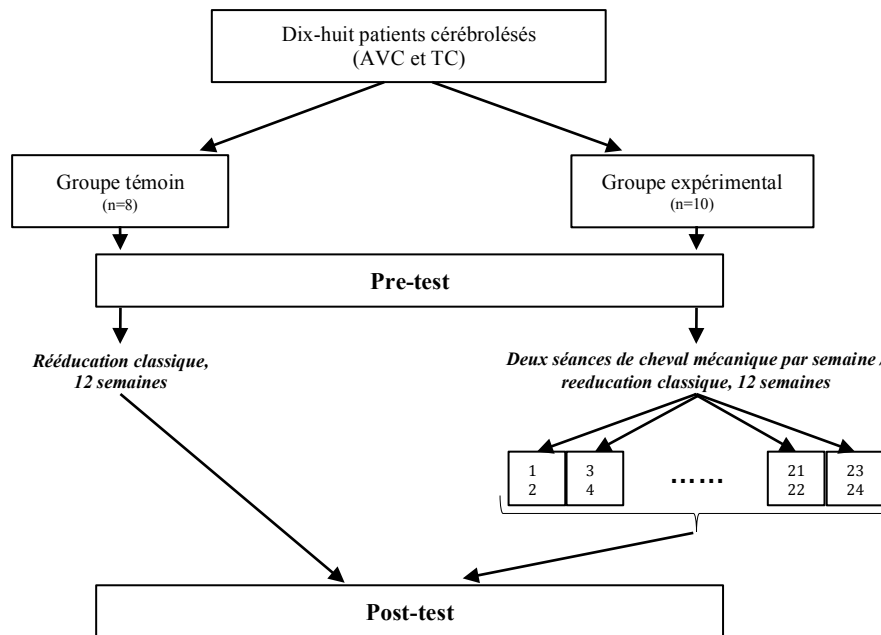 Dix-huit patients cérébrolésés
(AVC et TC)
Groupe témoin
(n=8)
Groupe expérimental
(n=10)
Pre-test
Rééducation classique,
12 semaines
Deux séances de cheval mécanique par semaine /
reeducation classique, 12 semaines
1
2
3
4
......
21
22
23
24
Post-test